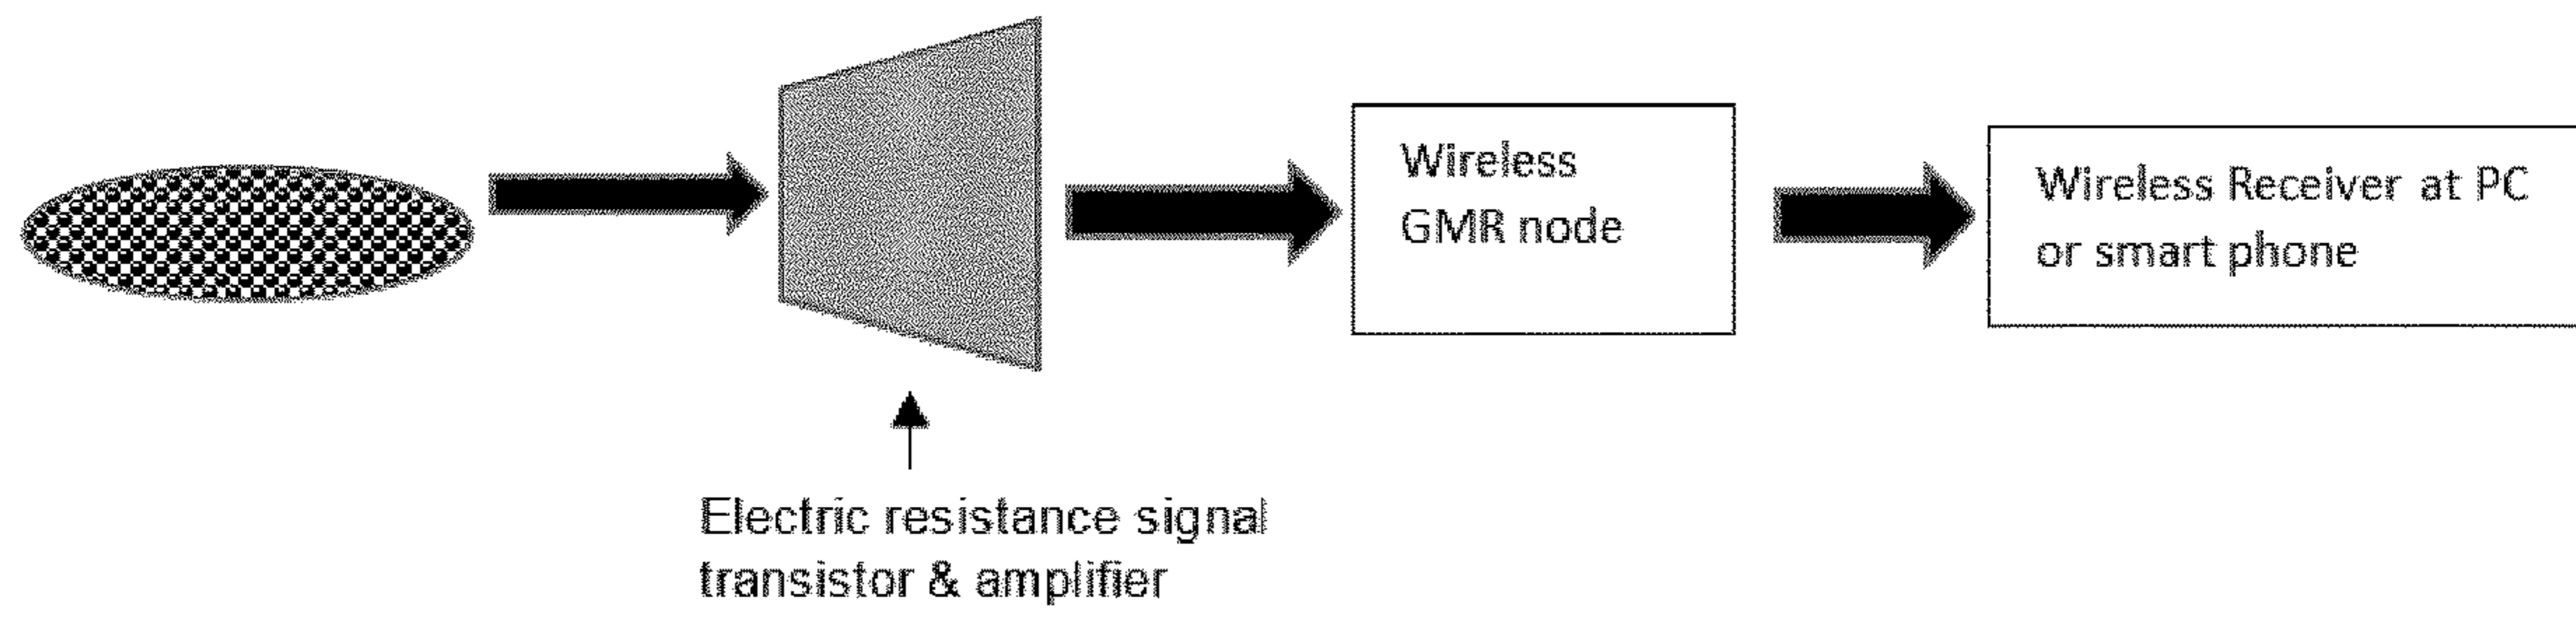 Wireless
GMR node
Wireless Receiver at PC
or smart phone
Electric resistance signal
transistor & amplifier